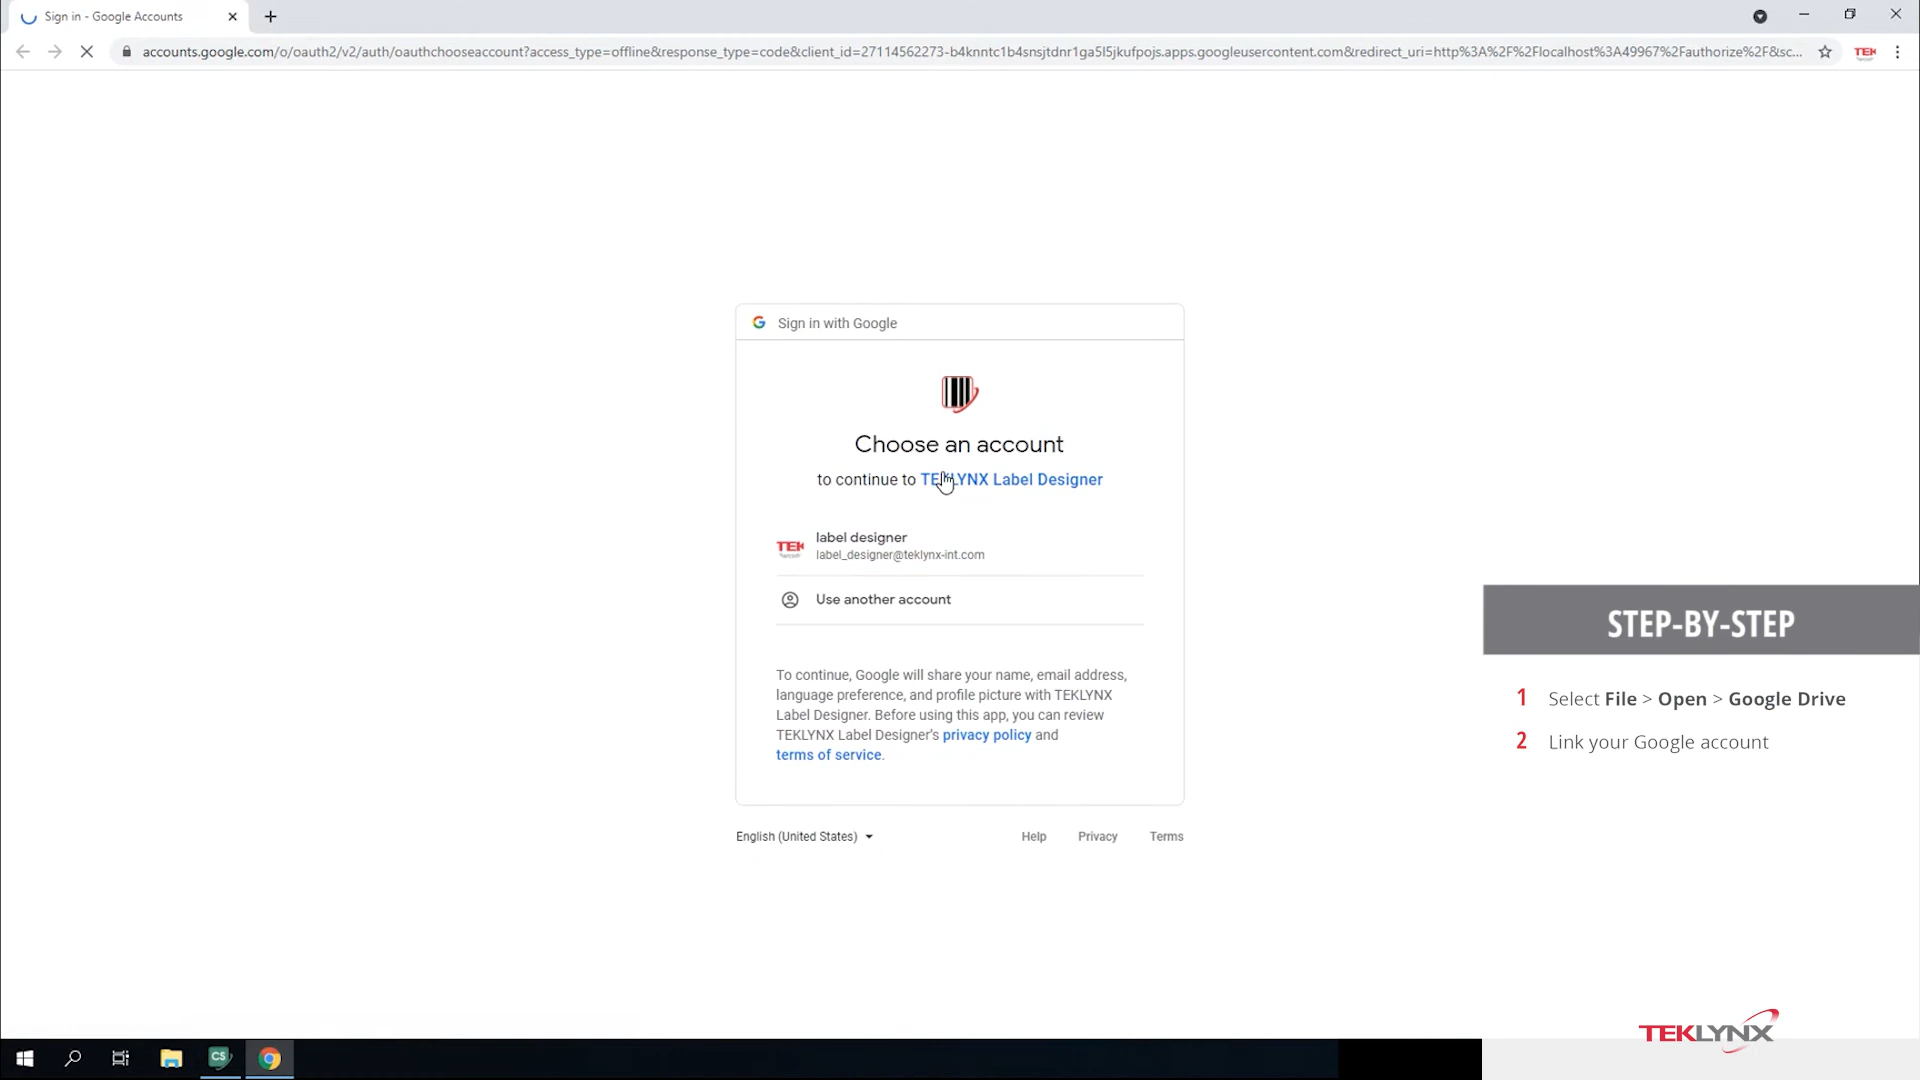 Sign in - Google Accounts
accounts.google.com/o/oauth2/v2/auth/oauthchooseaccount?access_type=offline&response_type=code&client_id=27114562273-b4knntc1b4snsjtdnr1ga5l5jkufpojs.apps.googleusercontent.com&redirect_uri=http%3A%2F%2Flocalhost%3A49967%2Fauthorize%2F&sc...
TEK
Sign in with Google
Choose an account
to continue to TEKLYNX Label Designer
TEK
label designer
label_designer@teklynx-int.com
Use another account
To continue, Google will share your name, email address,
language preference, and profile picture with TEKLYNX
Label Designer. Before using this app, you can review
TEKLYNX Label Designer's privacy policy and
terms of service.
English (United States)
Help
Privacy
Terms
STEP-BY-STEP
1 Select File > Open > Google Drive
2 Link your Google account
TEKLYNX
CS